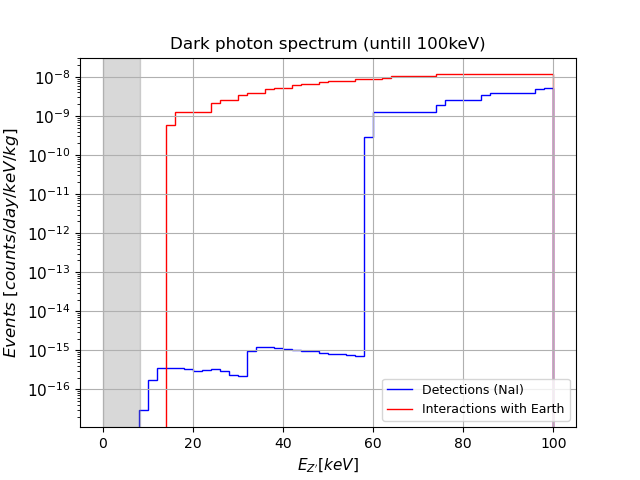 Dark photon spectrum (untill 100keV)
10⁻⁸
10⁻⁹
10⁻¹⁰
10⁻¹¹
10⁻¹²
10⁻¹³
10⁻¹⁴
10⁻¹⁵
10⁻¹⁶
Events [counts/day/keV/kg]
Detections (NaI)
Interactions with Earth
0 20 40 60 80 100
E_{Z'}[keV]